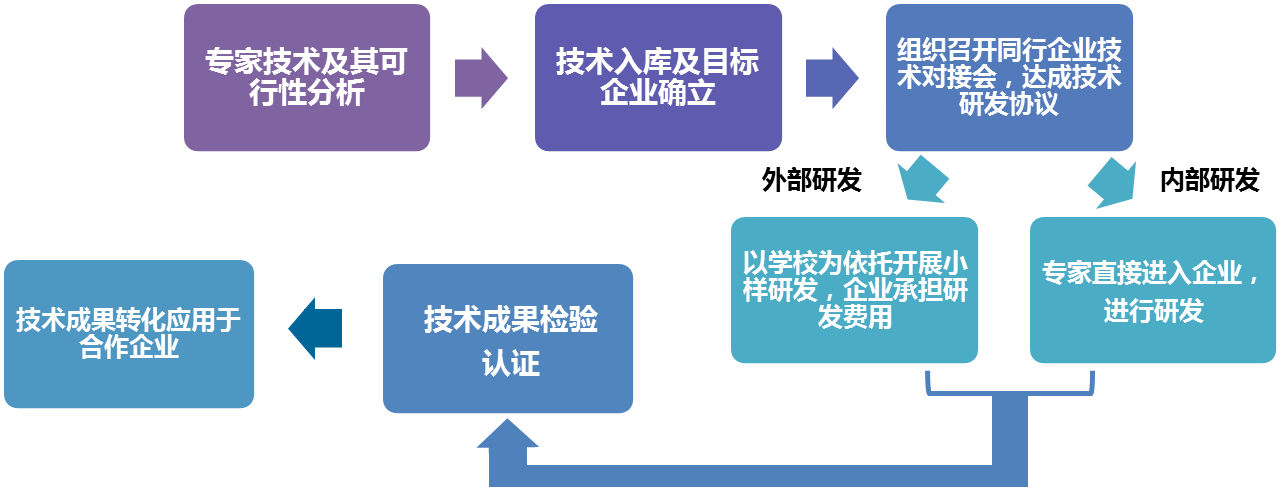 专家技术及其可
行性分析
技术入库及目标
企业确立
组织召开同行企业技
术对接会，达成技术
研发协议
外部研发
内部研发
以学校为依托开展小
样研发，企业承担研
发费用
专家直接进入企业，
进行研发
技术成果检验
认证
技术成果转化应用于
合作企业